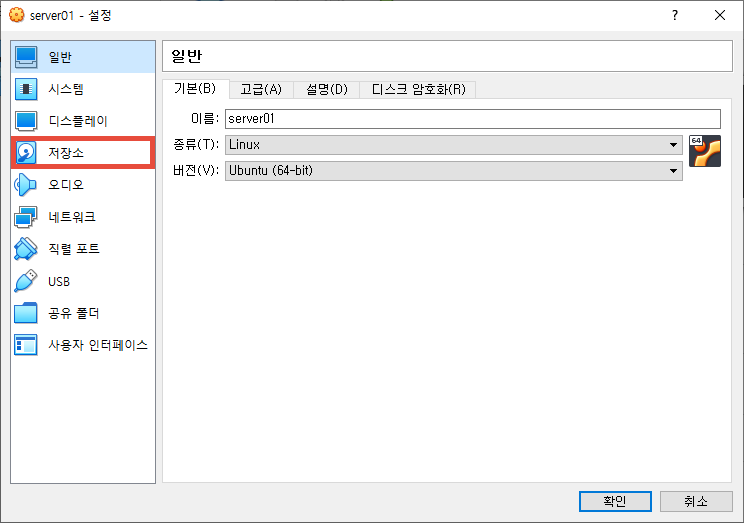 server01 - 설정
?
일반
시스템
디스플레이
저장소
오디오
네트워크
직렬 포트
USB
공유 폴더
사용자 인터페이스
일반
기본(B) 고급(A) 설명(D) 디스크 암호화(R)
이름: server01
종류(T): Linux
64
버전(V): Ubuntu (64-bit)
확인 취소